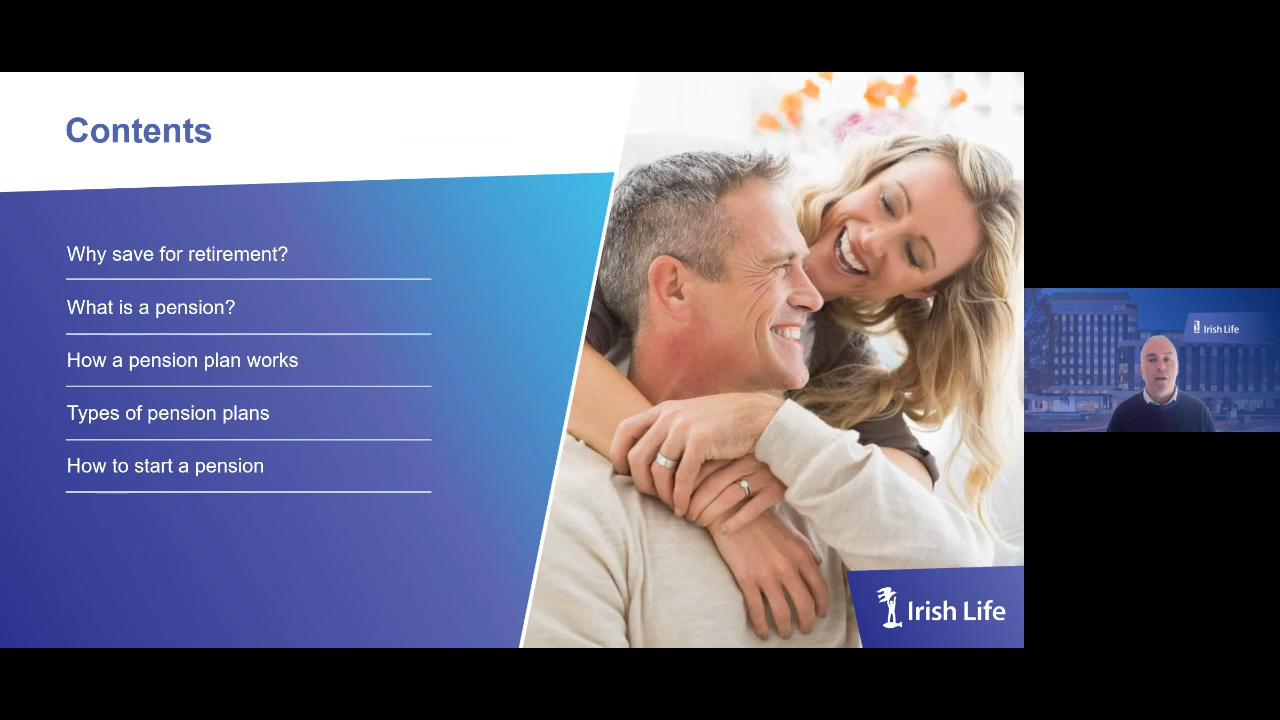 Contents
Why save for retirement?
What is a pension?
How a pension plan works
Types of pension plans
How to start a pension
Irish Life
Irish Life